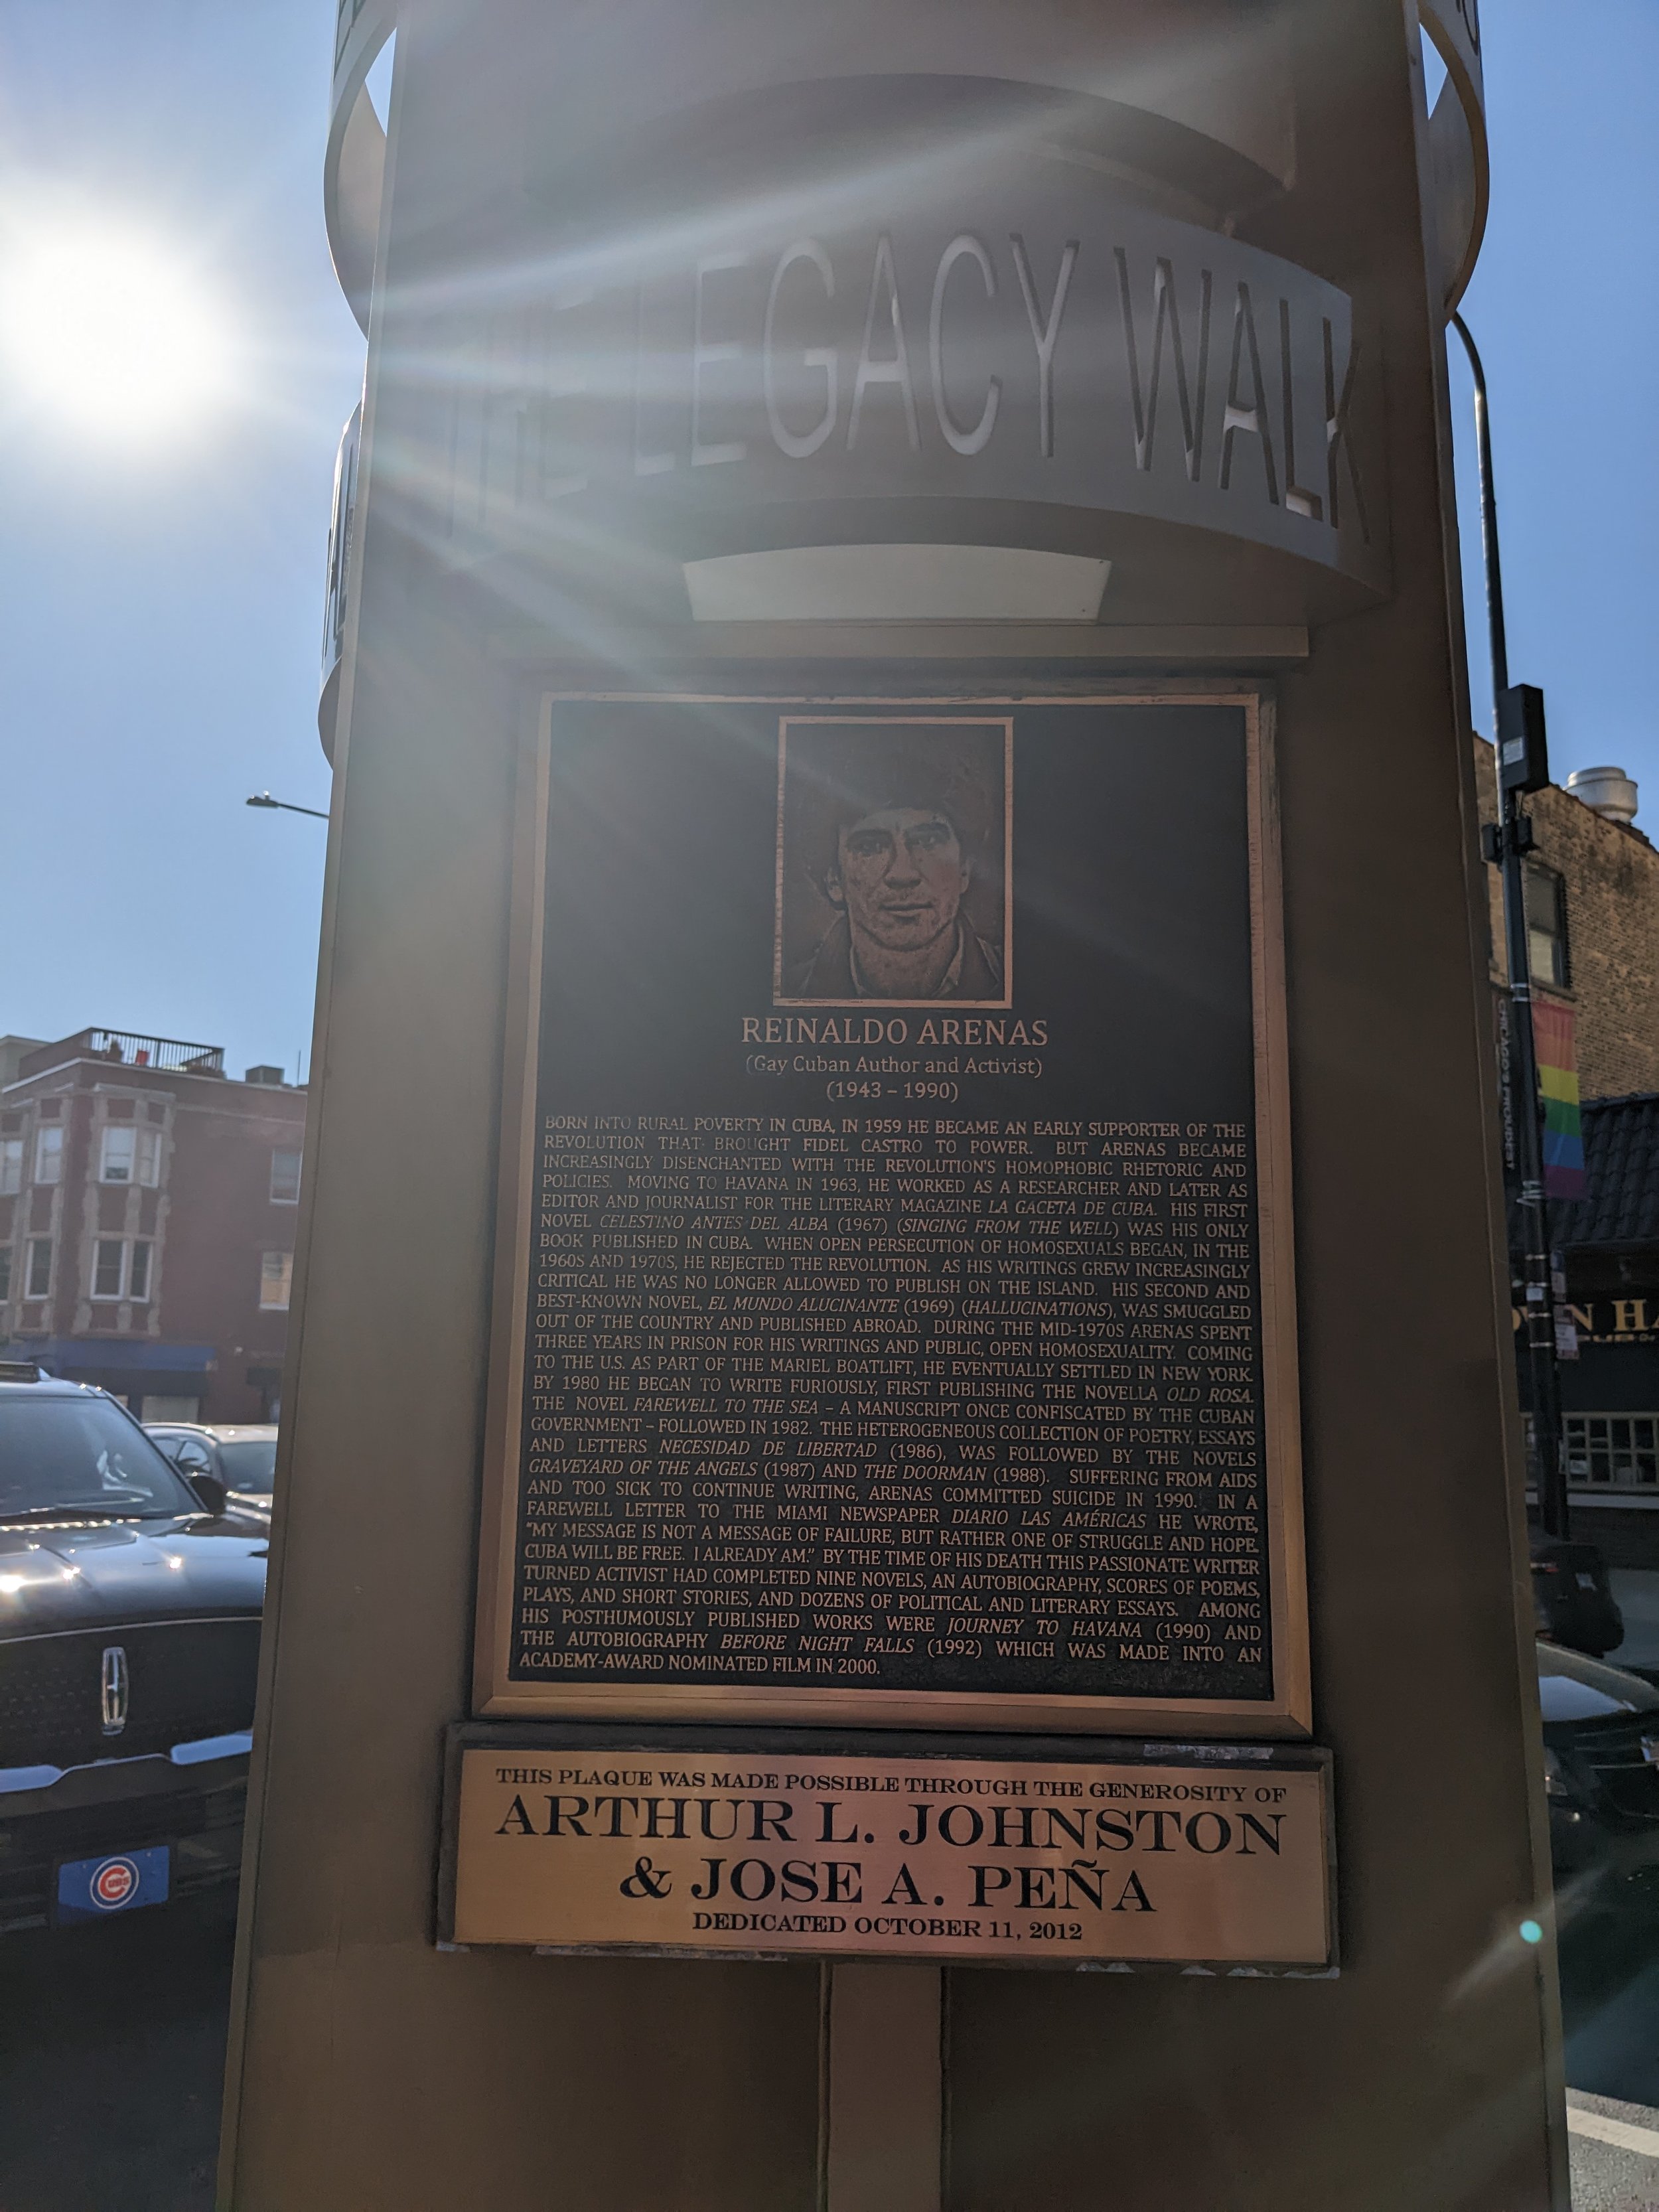 THE LEGACY WALK
REINALDO ARENAS
(Gay Cuban Author and Activist)
(1943 – 1990)
BORN INTO RURAL POVERTY IN CUBA, IN 1959 HE BECAME AN EARLY SUPPORTER OF THE
REVOLUTION THAT BROUGHT FIDEL CASTRO TO POWER. BUT ARENAS BECAME
INCREASINGLY DISENCHANTED WITH THE REVOLUTION'S HOMOPHOBIC RHETORIC AND
POLICIES. MOVING TO HAVANA IN 1963, HE WORKED AS A RESEARCHER AND LATER AS
EDITOR AND JOURNALIST FOR THE LITERARY MAGAZINE LA GACETA DE CUBA. HIS FIRST
NOVEL CELESTINO ANTES DEL ALBA (1967) (SINGING FROM THE WELL) WAS HIS ONLY
BOOK PUBLISHED IN CUBA. WHEN OPEN PERSECUTION OF HOMOSEXUALS BEGAN, IN THE
1960S AND 1970S, HE REJECTED THE REVOLUTION. AS HIS WRITINGS GREW INCREASINGLY
CRITICAL HE WAS NO LONGER ALLOWED TO PUBLISH ON THE ISLAND. HIS SECOND AND
BEST-KNOWN NOVEL, EL MUNDO ALUCINANTE (1969) (HALLUCINATIONS), WAS SMUGGLED
OUT OF THE COUNTRY AND PUBLISHED ABROAD. DURING THE MID-1970S ARENAS SPENT
THREE YEARS IN PRISON FOR HIS WRITINGS AND PUBLIC, OPEN HOMOSEXUALITY. COMING
TO THE U.S. AS PART OF THE MARIEL BOATLIFT, HE EVENTUALLY SETTLED IN NEW YORK.
BY 1980 HE BEGAN TO WRITE FURIOUSLY, FIRST PUBLISHING THE NOVELLA OLD ROSA.
THE NOVEL FAREWELL TO THE SEA – A MANUSCRIPT ONCE CONFISCATED BY THE CUBAN
GOVERNMENT – FOLLOWED IN 1982. THE HETEROGENEOUS COLLECTION OF POETRY, ESSAYS
AND LETTERS NECESIDAD DE LIBERTAD (1986), WAS FOLLOWED BY THE NOVELS
GRAVEYARD OF THE ANGELS (1987) AND THE DOORMAN (1988). SUFFERING FROM AIDS
AND TOO SICK TO CONTINUE WRITING, ARENAS COMMITTED SUICIDE IN 1990. IN A
FAREWELL LETTER TO THE MIAMI NEWSPAPER DIARIO LAS AMÉRICAS HE WROTE,
"MY MESSAGE IS NOT A MESSAGE OF FAILURE, BUT RATHER ONE OF STRUGGLE AND HOPE.
CUBA WILL BE FREE. I ALREADY AM." BY THE TIME OF HIS DEATH THIS PASSIONATE WRITER
TURNED ACTIVIST HAD COMPLETED NINE NOVELS, AN AUTOBIOGRAPHY, SCORES OF POEMS,
PLAYS, AND SHORT STORIES, AND DOZENS OF POLITICAL AND LITERARY ESSAYS. AMONG
HIS POSTHUMOUSLY PUBLISHED WORKS WERE JOURNEY TO HAVANA (1990) AND
THE AUTOBIOGRAPHY BEFORE NIGHT FALLS (1992) WHICH WAS MADE INTO AN
ACADEMY-AWARD NOMINATED FILM IN 2000.
THIS PLAQUE WAS MADE POSSIBLE THROUGH THE GENEROSITY OF
ARTHUR L. JOHNSTON
& JOSE A. PEÑA
DEDICATED OCTOBER 11, 2012
CUBS